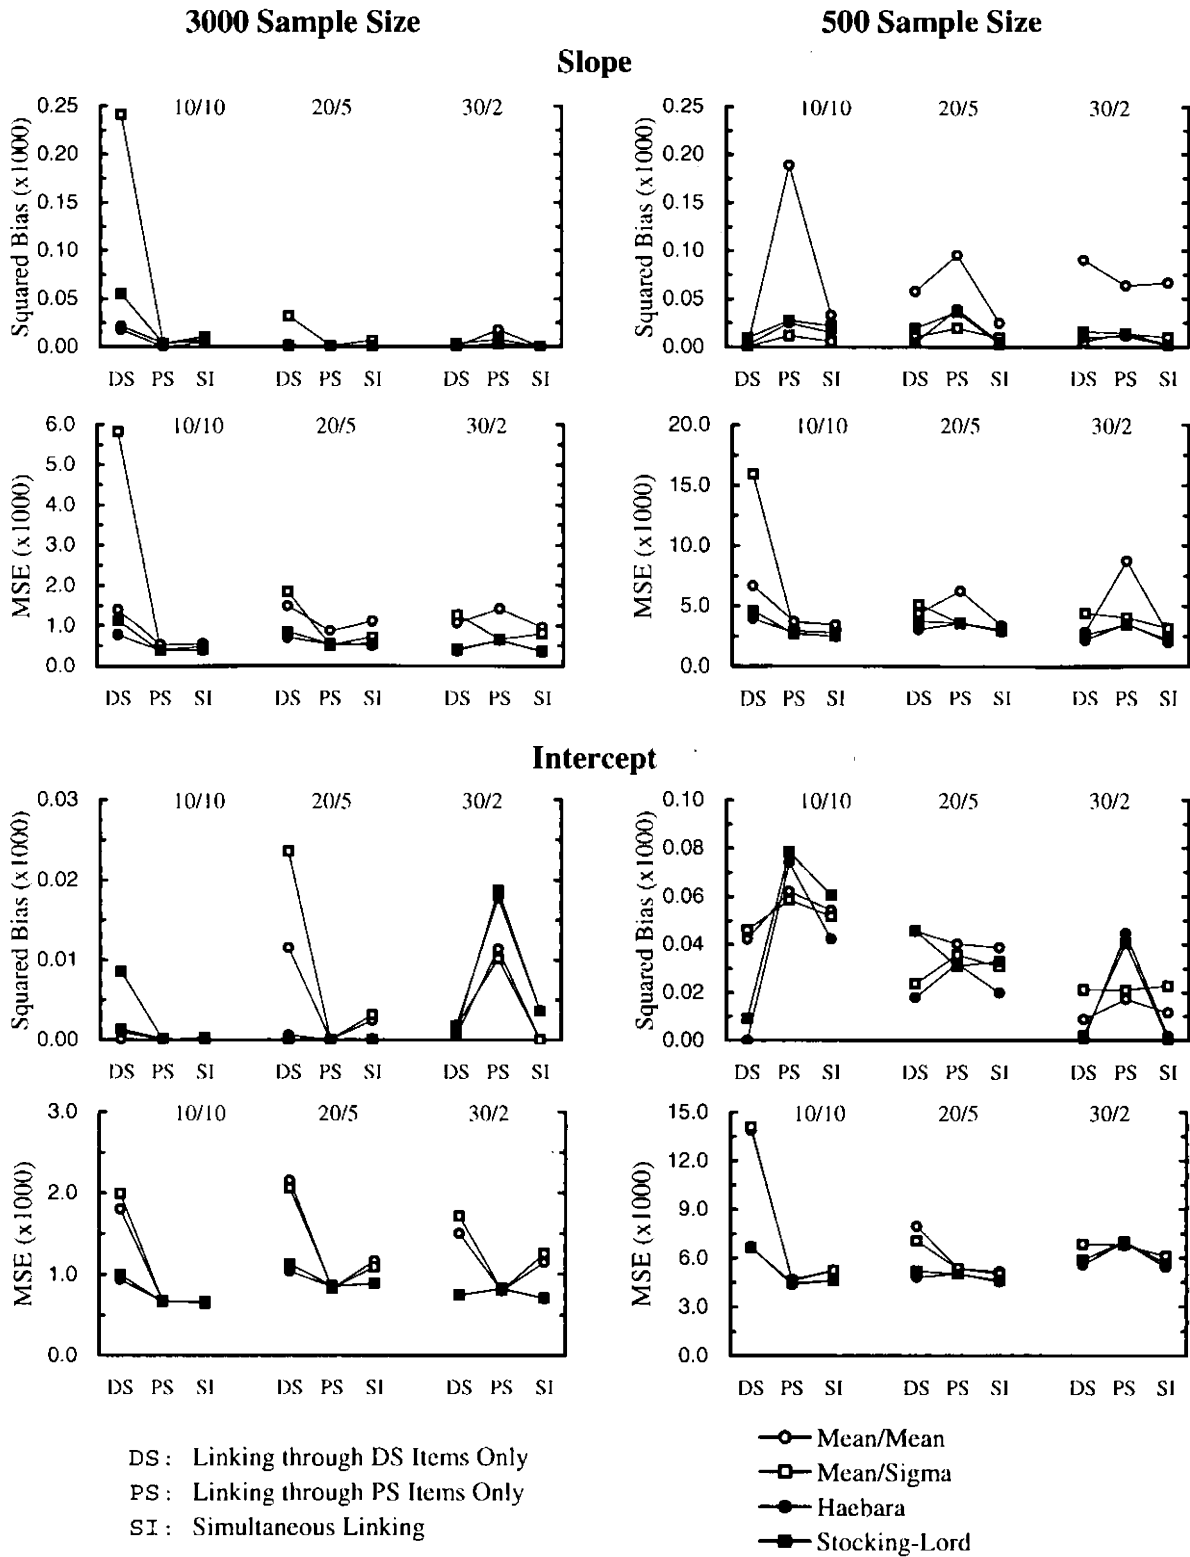 3000 Sample Size
500 Sample Size
Slope
Squared Bias (x1000)
0.25
0.20
0.15
0.10
0.05
0.00
10/10
20/5
30/2
DS PS SI
DS PS SI
DS PS SI
Squared Bias (x1000)
0.25
0.20
0.15
0.10
0.05
0.00
10/10
20/5
30/2
DS PS SI
DS PS SI
DS PS SI
MSE (x1000)
6.0
5.0
4.0
3.0
2.0
1.0
0.0
10/10
20/5
30/2
DS PS SI
DS PS SI
DS PS SI
MSE (x1000)
20.0
15.0
10.0
5.0
0.0
10/10
20/5
30/2
DS PS SI
DS PS SI
DS PS SI
Intercept
Squared Bias (x1000)
0.03
0.02
0.01
0.00
10/10
20/5
30/2
DS PS SI
DS PS SI
DS PS SI
Squared Bias (x1000)
0.10
0.08
0.06
0.04
0.02
0.00
10/10
20/5
30/2
DS PS SI
DS PS SI
DS PS SI
MSE (x1000)
3.0
2.0
1.0
0.0
10/10
20/5
30/2
DS PS SI
DS PS SI
DS PS SI
MSE (x1000)
15.0
12.0
9.0
6.0
3.0
0.0
10/10
20/5
30/2
DS PS SI
DS PS SI
DS PS SI
DS: Linking through DS Items Only
PS: Linking through PS Items Only
SI: Simultaneous Linking
Mean/Mean
Mean/Sigma
Haebara
Stocking-Lord